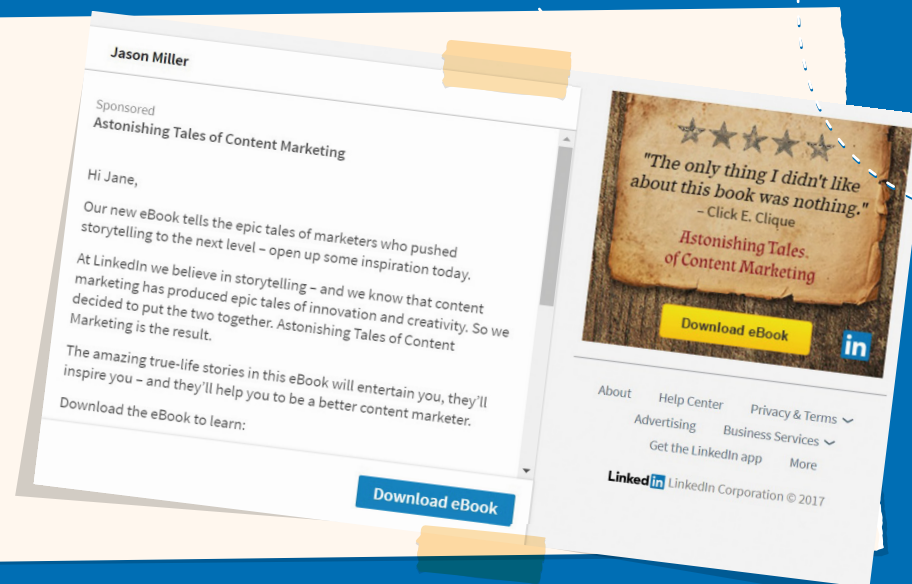 Jason Miller
Sponsored
Astonishing Tales of Content Marketing
Hi Jane,
Our new eBook tells the epic tales of marketers who pushed
storytelling to the next level – open up some inspiration today.
At LinkedIn we believe in storytelling – and we know that content
marketing has produced epic tales of innovation and creativity. So we
decided to put the two together. Astonishing Tales of Content
Marketing is the result.
The amazing true-life stories in this eBook will entertain you, they'll
inspire you – and they'll help you to be a better content marketer.
Download the eBook to learn:
Download eBook
"The only thing I didn't like
about this book was nothing."
– Click E. Clique
Astonishing Tales.
of Content Marketing
Download eBook
in
About Help Center Privacy & Terms
Advertising Business Services
Get the LinkedIn app More
Linked in LinkedIn Corporation © 2017